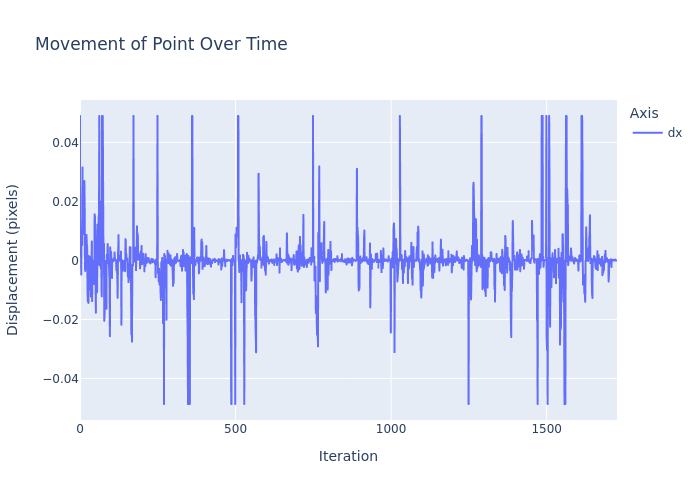 Movement of Point Over Time
Axis
dx
0.04
0.02
0
−0.02
−0.04
Displacement (pixels)
0
500
1000
1500
Iteration